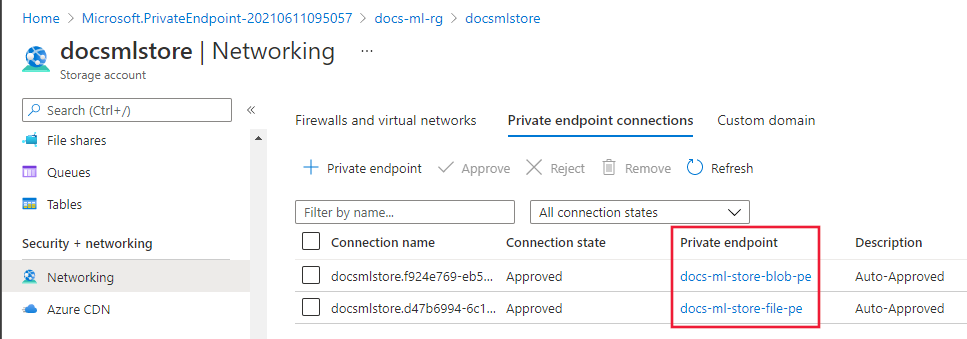 Home > Microsoft.PrivateEndpoint-20210611095057 > docs-ml-rg > docsmlstore
docsmlstore | Networking ...
Storage account
Search (Ctrl+/) «
File shares
Queues
Tables
Security + networking
Networking
Azure CDN
Firewalls and virtual networks Private endpoint connections Custom domain
+ Private endpoint Approve Reject Remove Refresh
Filter by name... All connection states
Connection name Connection state Private endpoint Description
docsmlstore.f924e769-eb5... Approved docs-ml-store-blob-pe Auto-Approved
docsmlstore.d47b6994-6c1... Approved docs-ml-store-file-pe Auto-Approved